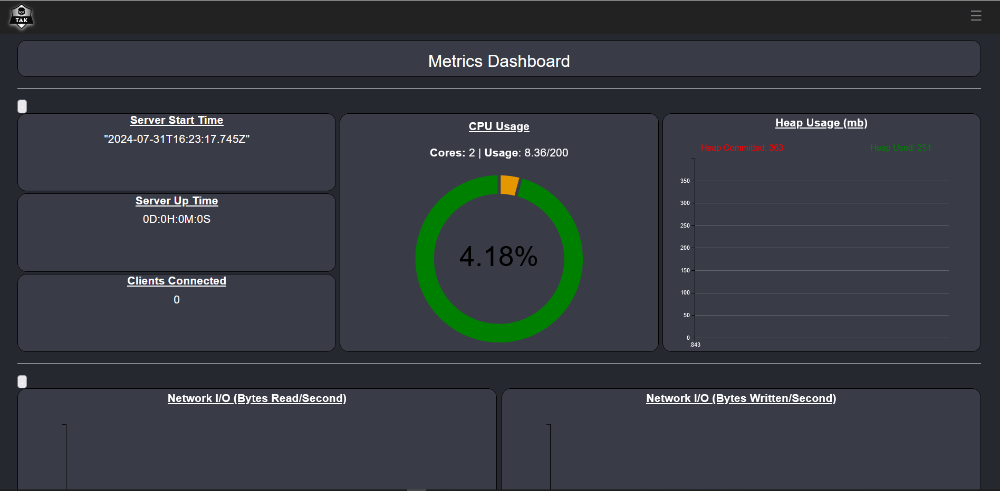 TAK
☰
Metrics Dashboard
Server Start Time
"2024-07-31T16:23:17.745Z"
Server Up Time
0D:0H:0M:0S
Clients Connected
0
CPU Usage
Cores: 2 | Usage: 8.36/200
4.18%
Heap Usage (mb)
Heap Committed: 363
Heap Used: 251
350
300
250
200
150
100
50
0
.843
Network I/O (Bytes Read/Second)
Network I/O (Bytes Written/Second)